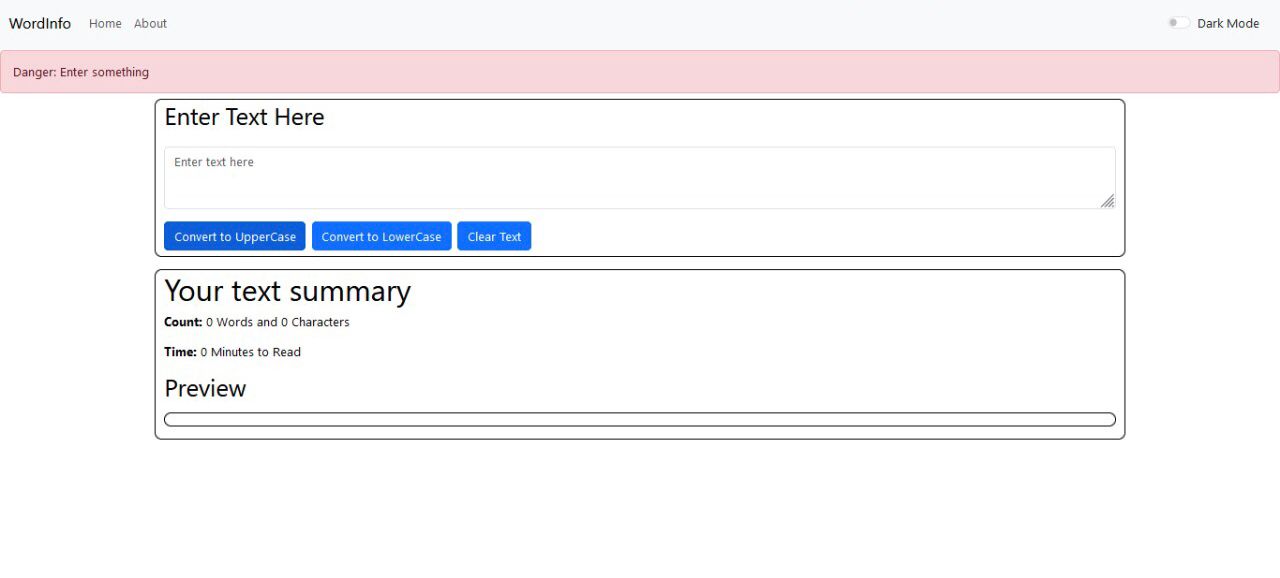 WordInfo Home About Dark Mode
Danger: Enter something
Enter Text Here
Enter text here
Convert to UpperCase Convert to LowerCase Clear Text
Your text summary
Count: 0 Words and 0 Characters
Time: 0 Minutes to Read
Preview